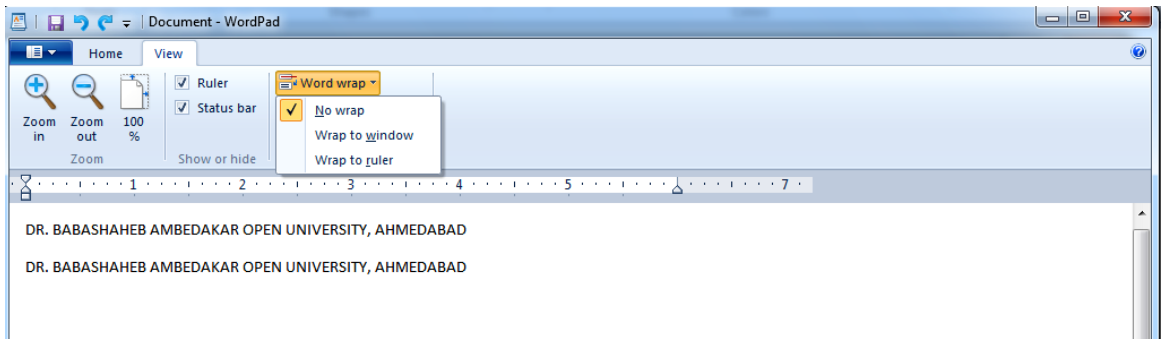 Document - WordPad
Home View
Zoom in
Zoom out
100 %
Zoom
Ruler
Status bar
Show or hide
Word wrap
No wrap
Wrap to window
Wrap to ruler
1 2 3 4 5 7
DR. BABASHAHEB AMBEDAKAR OPEN UNIVERSITY, AHMEDABAD
DR. BABASHAHEB AMBEDAKAR OPEN UNIVERSITY, AHMEDABAD